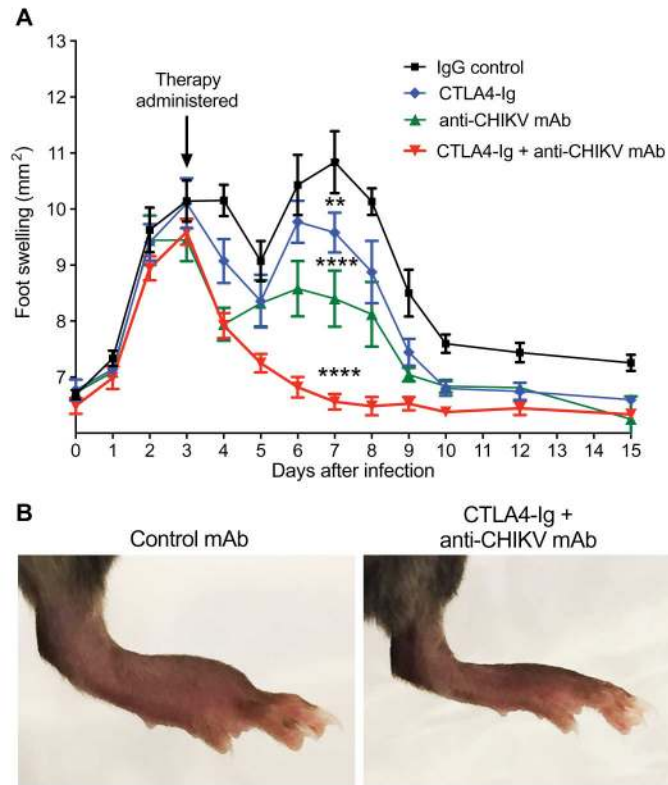 A
Foot swelling (mm²)
13
12
11
10
9
8
7
Therapy
administered
IgG control
CTLA4-Ig
anti-CHIKV mAb
CTLA4-Ig + anti-CHIKV mAb
**
****
****
0 1 2 3 4 5 6 7 8 9 10 11 12 13 14 15
Days after infection
B
Control mAb
CTLA4-Ig +
anti-CHIKV mAb